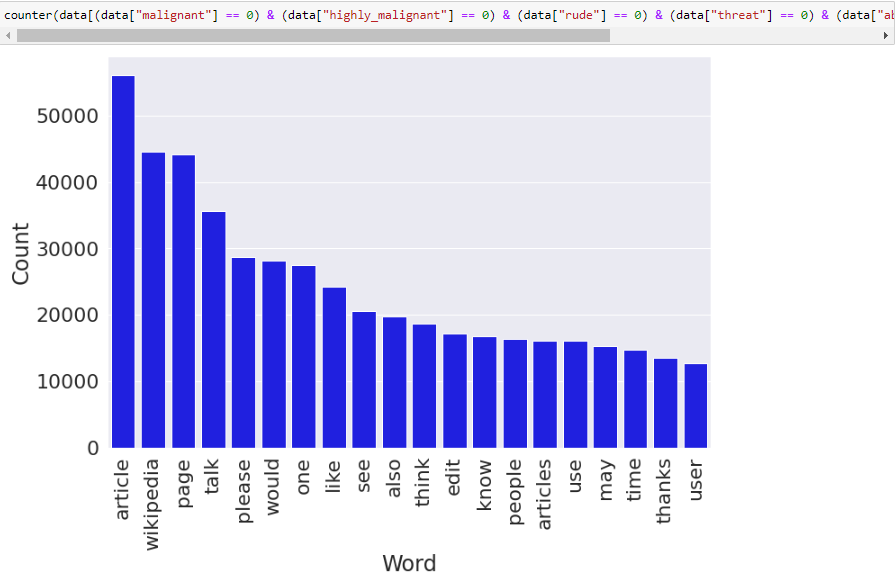 counter(data[(data["malignant"] == 0) & (data["highly_malignant"] == 0) & (data["rude"] == 0) & (data["threat"] == 0) & (data["ab
50000
40000
30000
20000
10000
0
Count
article wikipedia page talk please would one like see also think edit know people articles use may time thanks user
Word